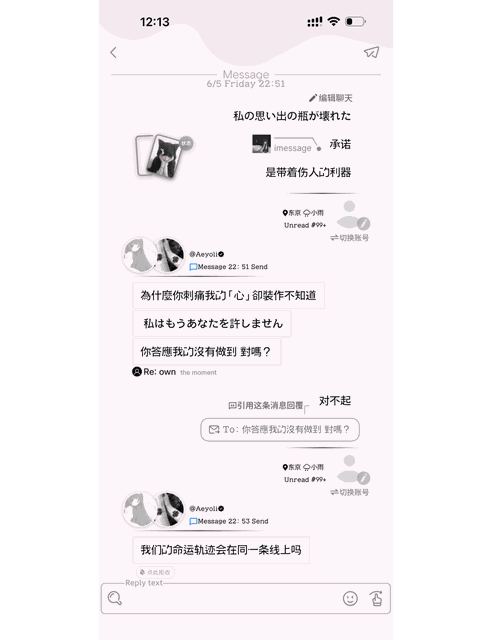 12:13
Message
6/5 Friday 22:51
编辑聊天
私の思い出の瓶が壊れた
状态
imessage
承诺
是带着伤人的利器
东京 小雨
Unread #99+
切换账号
@Aeyoli
Message 22: 51 Send
為什麼你刺痛我的「心」卻裝作不知道
私はもうあなたを許しません
你答應我的沒有做到 對嗎？
Re: own the moment
对不起
引用这条消息回覆
To: 你答應我的沒有做到 對嗎？
东京 小雨
Unread #99+
切换账号
@Aeyoli
Message 22: 53 Send
我们的命运轨迹会在同一条线上吗
点此拒收
Reply text